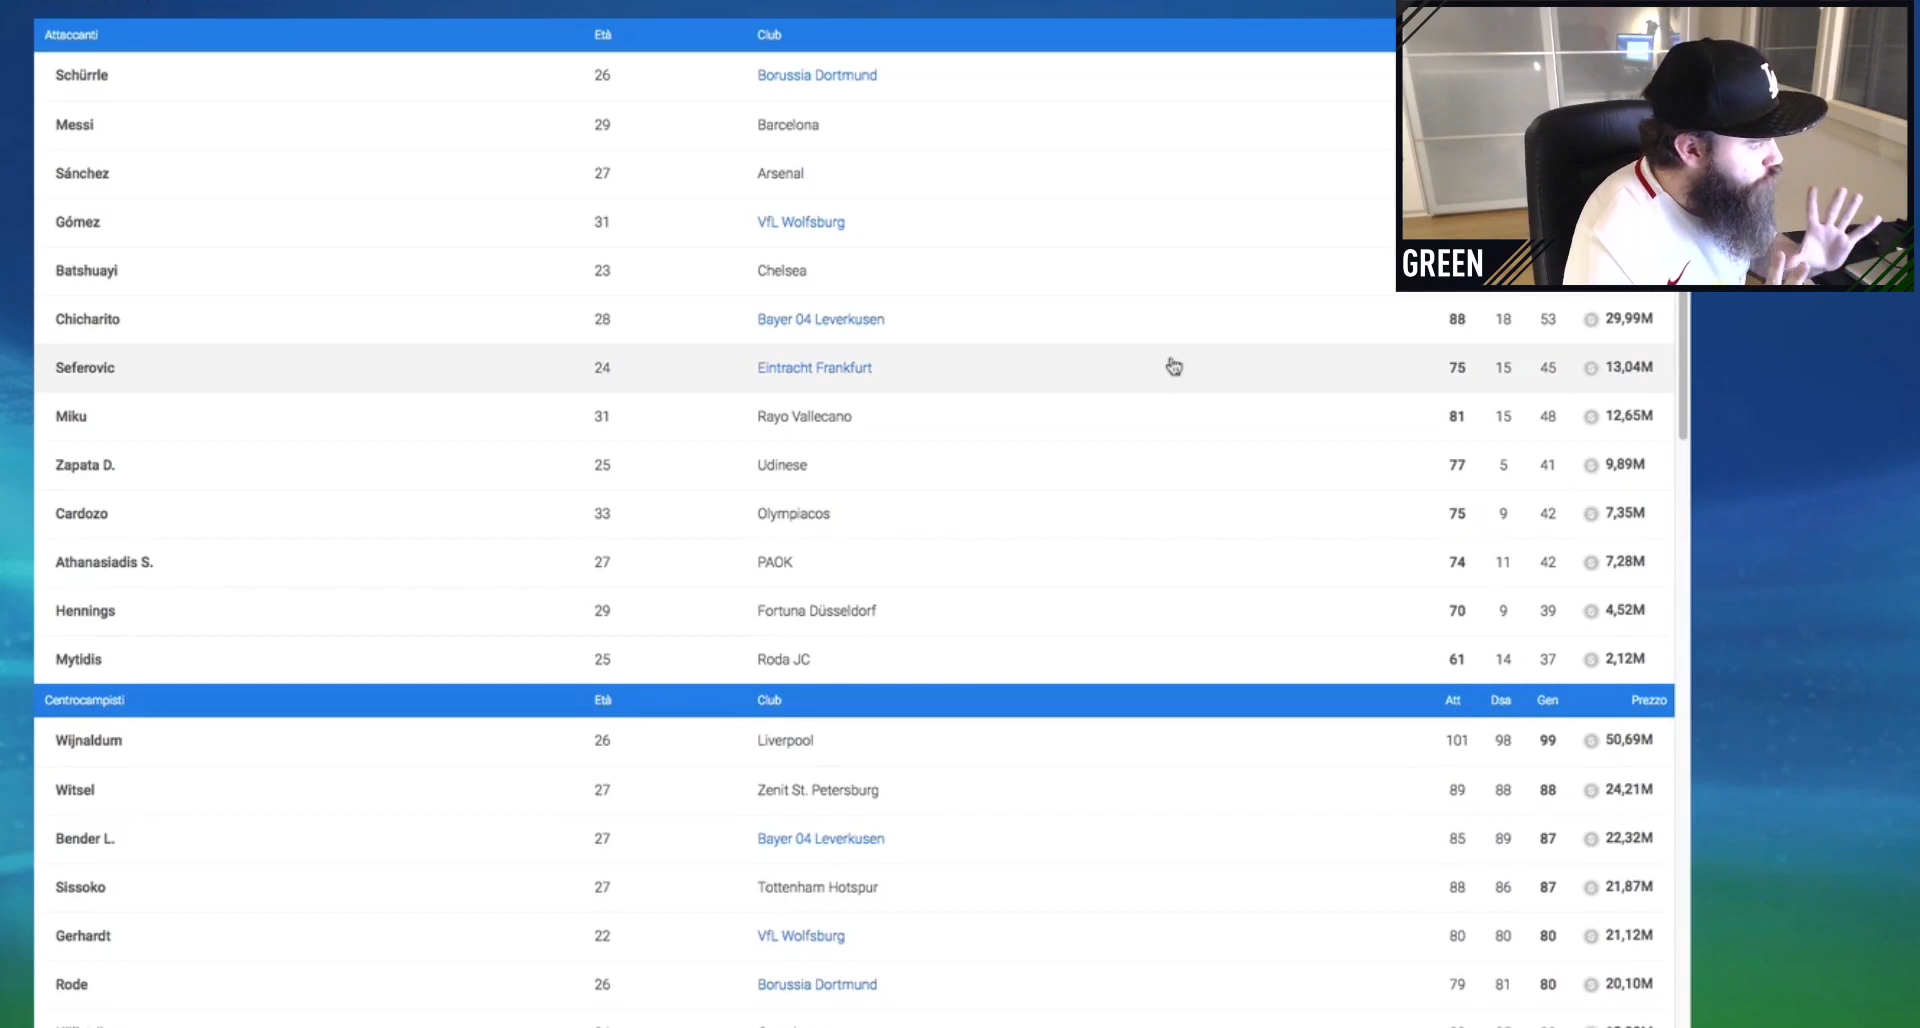 Attaccanti Età Club
Schürrle 26 Borussia Dortmund
Messi 29 Barcelona
Sánchez 27 Arsenal
Gómez 31 VfL Wolfsburg
Batshuayi 23 Chelsea
GREEN
Chicharito 28 Bayer 04 Leverkusen 88 18 53 29,99M
Seferovic 24 Eintracht Frankfurt 75 15 45 13,04M
Miku 31 Rayo Vallecano 81 15 48 12,65M
Zapata D. 25 Udinese 77 5 41 9,89M
Cardozo 33 Olympiacos 75 9 42 7,35M
Athanasiadis S. 27 PAOK 74 11 42 7,28M
Hennings 29 Fortuna Düsseldorf 70 9 39 4,52M
Mytidis 25 Roda JC 61 14 37 2,12M
Centrocampisti Età Club Att Dsa Gen Prezzo
Wijnaldum 26 Liverpool 101 98 99 50,69M
Witsel 27 Zenit St. Petersburg 89 88 88 24,21M
Bender L. 27 Bayer 04 Leverkusen 85 89 87 22,32M
Sissoko 27 Tottenham Hotspur 88 86 87 21,87M
Gerhardt 22 VfL Wolfsburg 80 80 80 21,12M
Rode 26 Borussia Dortmund 79 81 80 20,10M